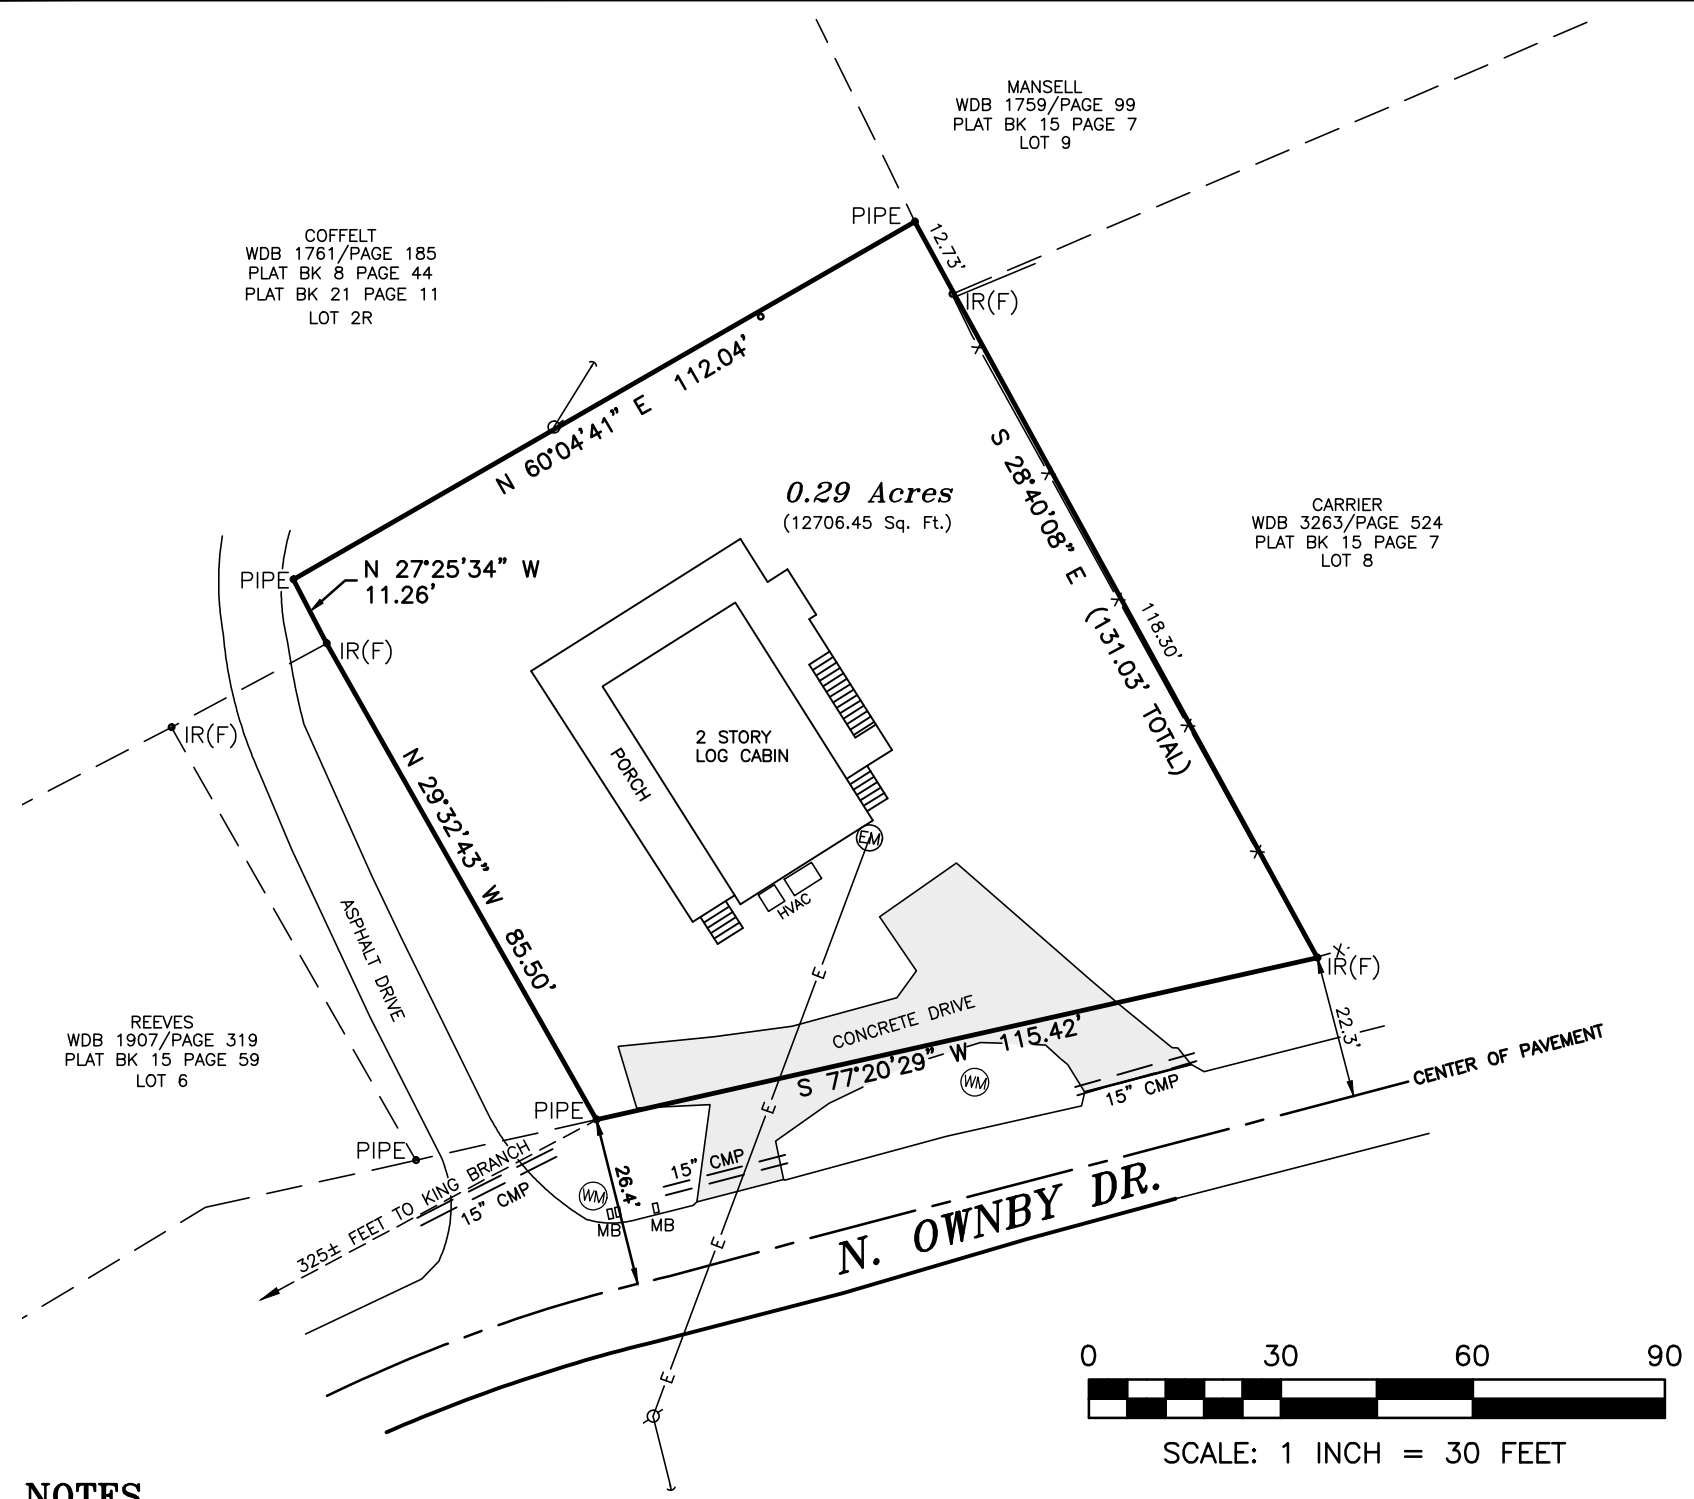 MANSELL
WDB 1759/PAGE 99
PLAT BK 15 PAGE 7
LOT 9
PIPE
12.73'
COFFELT
WDB 1761/PAGE 185
PLAT BK 8 PAGE 44
PLAT BK 21 PAGE 11
LOT 2R
IR(F)
N 60°04'41" E 112.04'
S 28°40'08" E (131.03' TOTAL)
0.29 Acres
(12706.45 Sq. Ft.)
CARRIER
WDB 3263/PAGE 524
PLAT BK 15 PAGE 7
LOT 8
PIPE
N 27°25'34" W
11.26'
118.30'
IR(F)
IR(F)
2 STORY
LOG CABIN
PORCH
N 29°32'43" W 85.50'
EM
HVAC
ASPHALT DRIVE
E
IR(F)
CONCRETE DRIVE
S 77°20'29" W 115.42'
22.3'
REEVES
WDB 1907/PAGE 319
PLAT BK 15 PAGE 59
LOT 6
WM
15" CMP
CENTER OF PAVEMENT
PIPE
E
PIPE
325± FEET TO KING BRANCH
15" CMP
15" CMP
26.4'
WM
MB
MB
E
N. OWNBY DR.
E
0 30 60 90
SCALE: 1 INCH = 30 FEET
NOTES